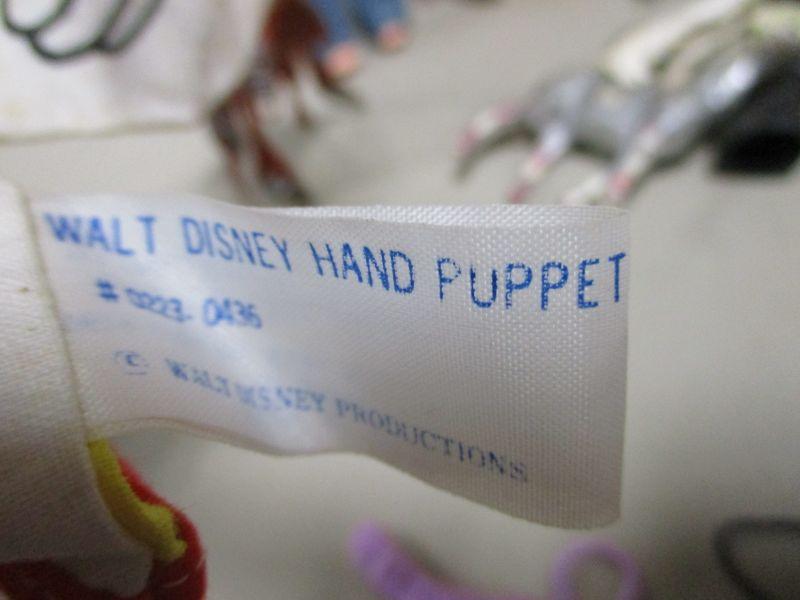 WALT DISNEY HAND PUPPET
# 0223-0436
© WALT DISNEY PRODUCTIONS